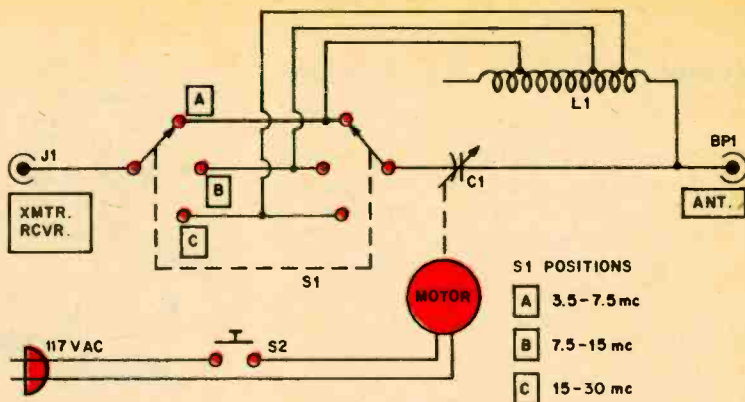 A
L1
J1
BP1
B
C1
XMTR.
RCVR.
ANT.
C
S1
S1 POSITIONS
MOTOR
A 3.5-7.5 mc
117 VAC
S2
B 7.5-15 mc
C 15-30 mc